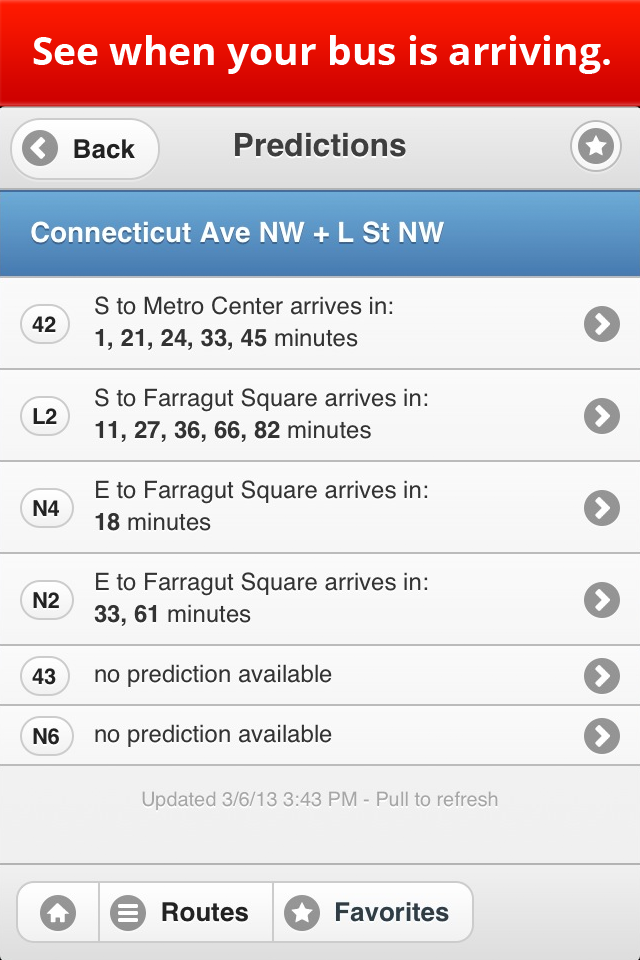 See when your bus is arriving.
Back
Predictions
Connecticut Ave NW + L St NW
42
S to Metro Center arrives in:
1, 21, 24, 33, 45 minutes
L2
S to Farragut Square arrives in:
11, 27, 36, 66, 82 minutes
N4
E to Farragut Square arrives in:
18 minutes
N2
E to Farragut Square arrives in:
33, 61 minutes
43
no prediction available
N6
no prediction available
Updated 3/6/13 3:43 PM - Pull to refresh
Routes
Favorites